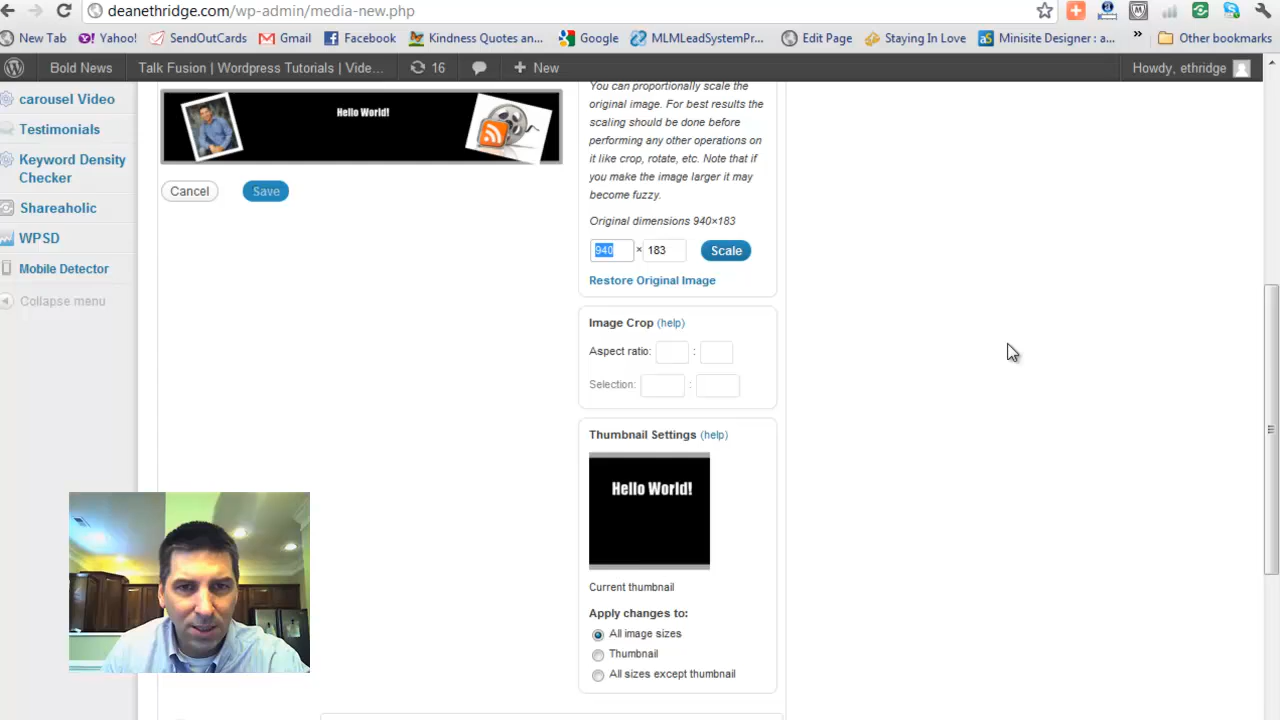 deanethridge.com/wp-admin/media-new.php
New Tab Yahoo! SendOutCards Gmail Facebook Kindness Quotes an... Google MLMLeadSystemPr... Edit Page Staying In Love Minisite Designer : a... » Other bookmarks
Bold News Talk Fusion | Wordpress Tutorials | Vide... 16 + New Howdy, ethridge
carousel Video
Testimonials
Keyword Density
Checker
Shareaholic
WPSD
Mobile Detector
Collapse menu
Hello World!
Cancel Save
You can proportionally scale the
original image. For best results the
scaling should be done before
performing any other operations on
it like crop, rotate, etc. Note that if
you make the image larger it may
become fuzzy.
Original dimensions 940×183
940 × 183 Scale
Restore Original Image
Image Crop (help)
Aspect ratio: :
Selection: :
Thumbnail Settings (help)
Hello World!
Current thumbnail
Apply changes to:
All image sizes
Thumbnail
All sizes except thumbnail